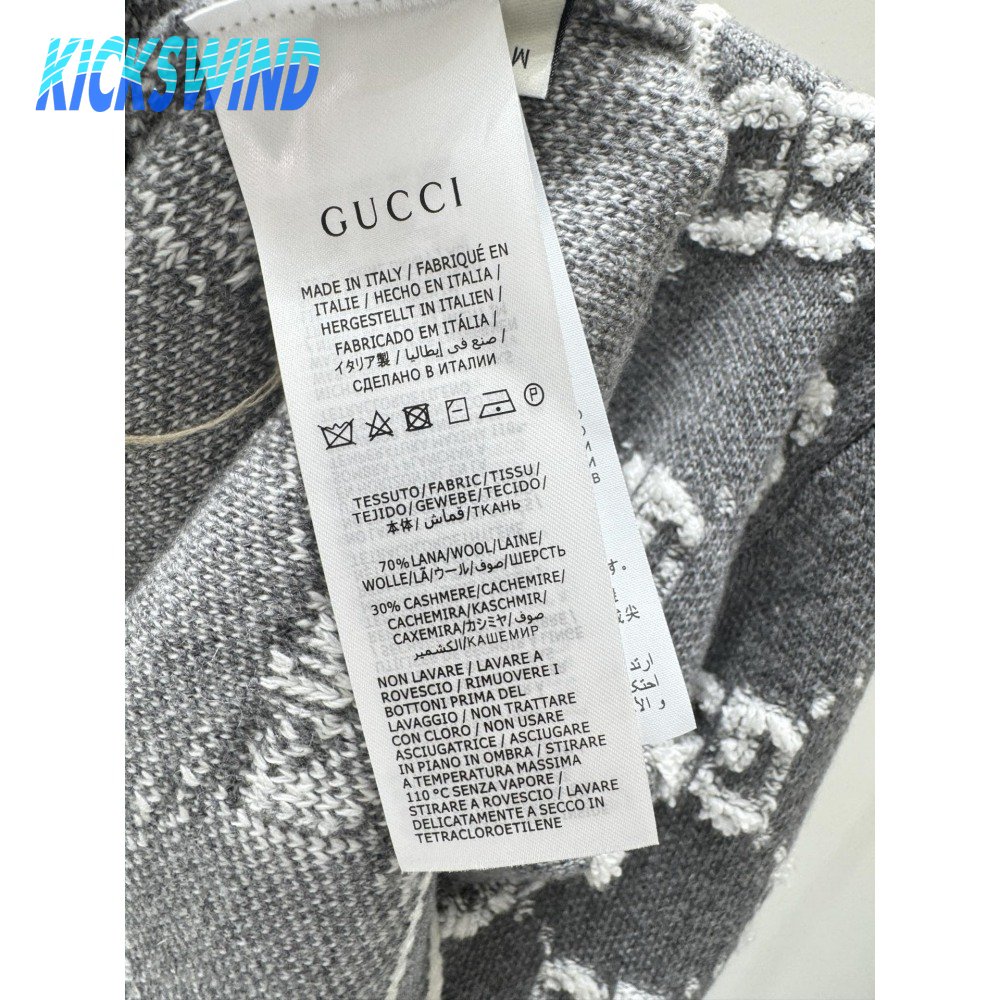 KICKSWIND
M
GUCCI
MADE IN ITALY / FABRIQUÉ EN
ITALIE / HECHO EN ITALIA /
HERGESTELLT IN ITALIEN /
FABRICADO EM ITÁLIA /
イタリア製 / صنع في إيطاليا /
СДЕЛАНО В ИТАЛИИ
P
TESSUTO/FABRIC/TISSU/
TEJIDO/GEWEBE/TECIDO/
本体/قماش/ТКАНЬ
70% LANA/WOOL/LAINE/
WOLLE/LÃ/ウール/صوف/ШЕРСТЬ
30% CASHMERE/CACHEMIRE/
CACHEMIRA/KASCHMIR/
CAXEMIRA/カシミヤ/صوف
الكشمير/КАШЕМИР
NON LAVARE / LAVARE A
ROVESCIO / RIMUOVERE I
BOTTONI PRIMA DEL
LAVAGGIO / NON TRATTARE
CON CLORO / NON USARE
ASCIUGATRICE / ASCIUGARE
IN PIANO IN OMBRA / STIRARE
A TEMPERATURA MASSIMA
110 °C SENZA VAPORE /
STIRARE A ROVESCIO / LAVARE
DELICATAMENTE A SECCO IN
TETRACLOROETILENE